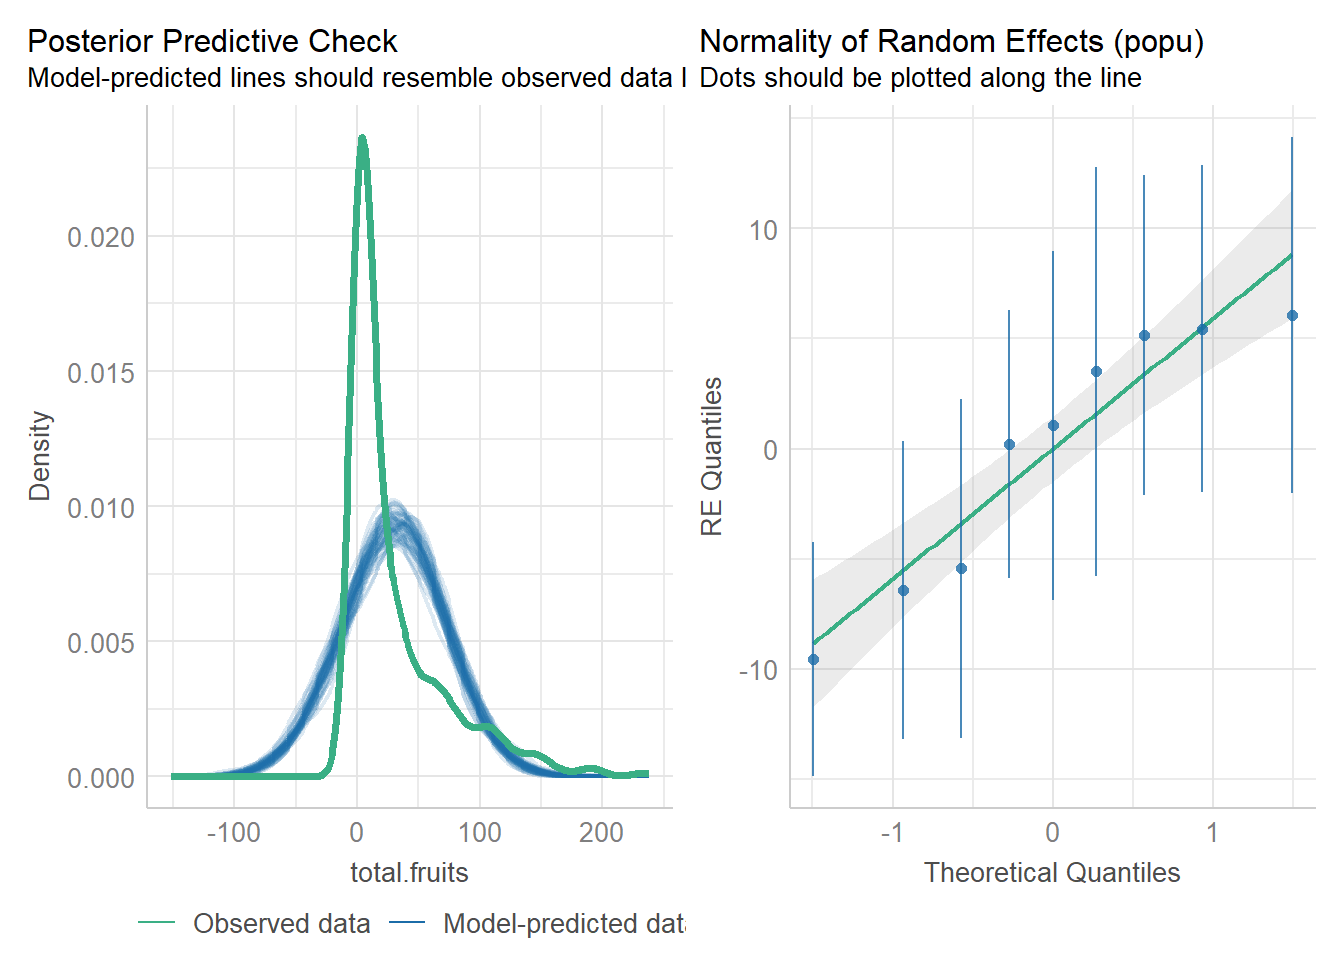 Posterior Predictive Check
Model-predicted lines should resemble observed data l
0.020
0.015
0.010
0.005
0.000
Density
-100 0 100 200
total.fruits
Observed data Model-predicted data
Normality of Random Effects (popu)
Dots should be plotted along the line
10
0
-10
RE Quantiles
-1 0 1
Theoretical Quantiles